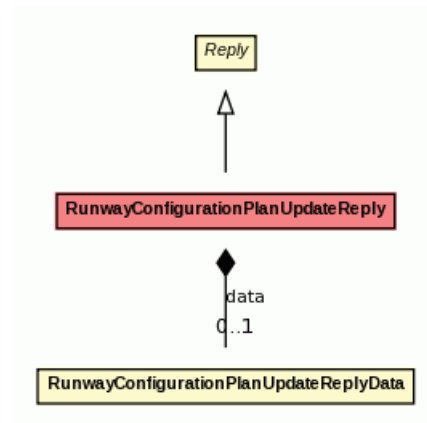 Reply
RunwayConfigurationPlanUpdateReply
data
0..1
RunwayConfigurationPlanUpdateReplyData